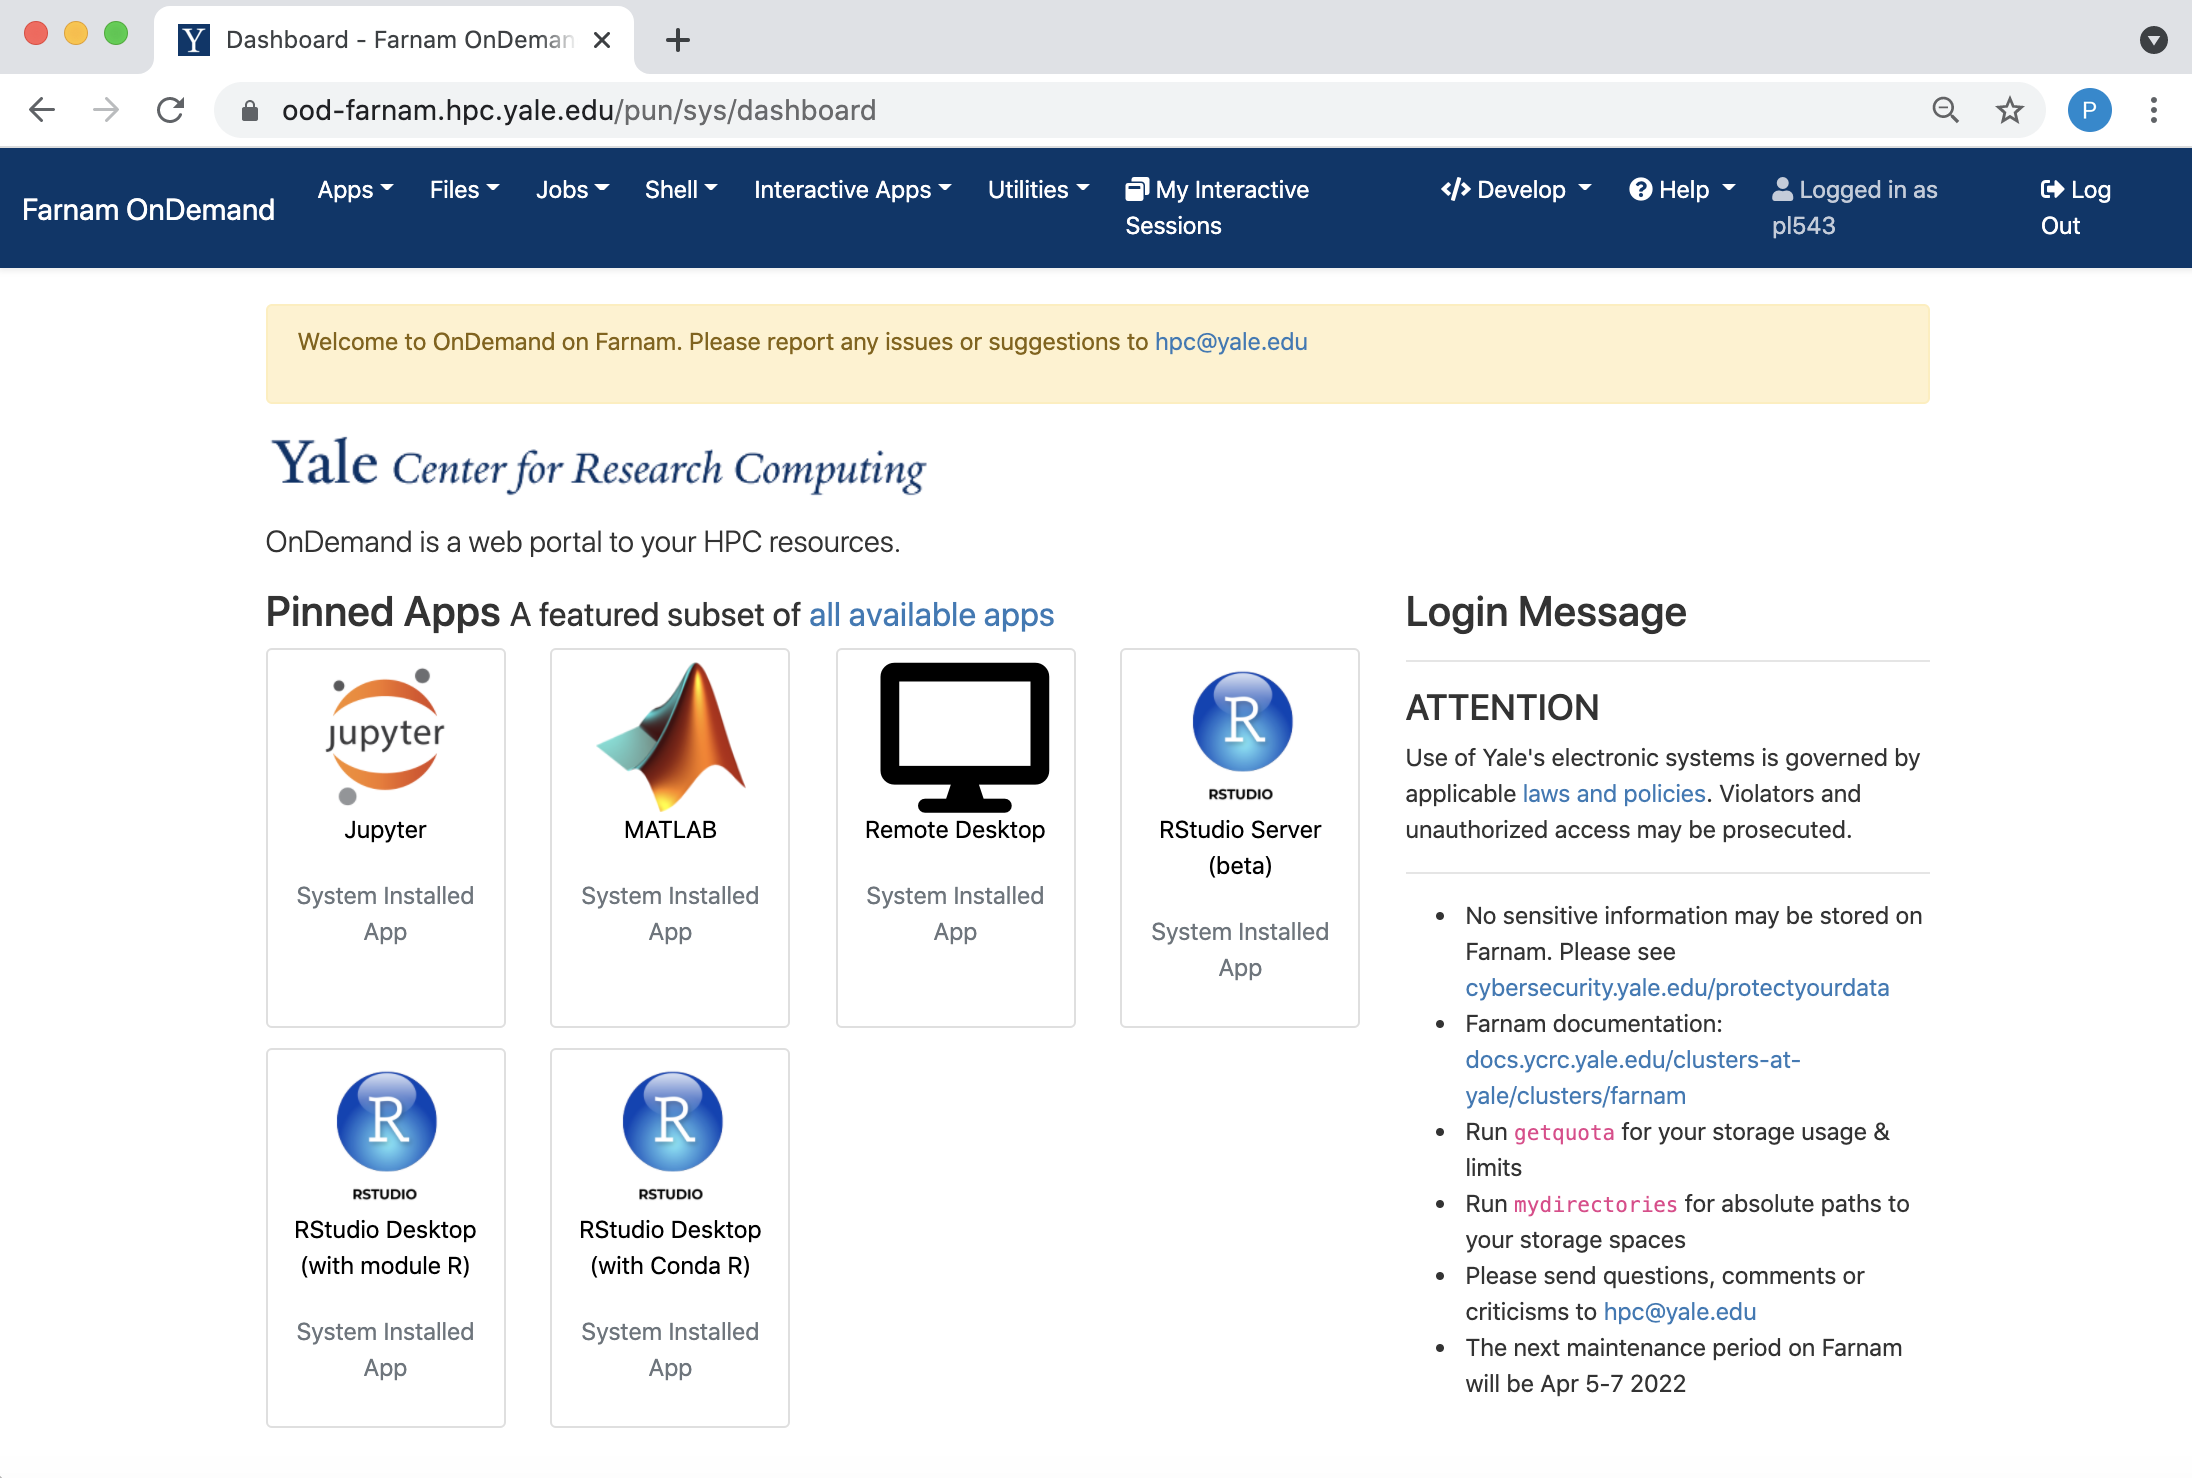 Dashboard - Farnam OnDeman
ood-farnam.hpc.yale.edu/pun/sys/dashboard
P
Farnam OnDemand
Apps
Files
Jobs
Shell
Interactive Apps
Utilities
My Interactive
Sessions
Develop
Help
Logged in as
pl543
Log
Out
Welcome to OnDemand on Farnam. Please report any issues or suggestions to hpc@yale.edu
Yale Center for Research Computing
OnDemand is a web portal to your HPC resources.
Pinned Apps A featured subset of all available apps
jupyter
Jupyter
System Installed
App
MATLAB
System Installed
App
Remote Desktop
System Installed
App
R
RSTUDIO
RStudio Server
(beta)
System Installed
App
R
RSTUDIO
RStudio Desktop
(with module R)
System Installed
App
R
RSTUDIO
RStudio Desktop
(with Conda R)
System Installed
App
Login Message
ATTENTION
Use of Yale's electronic systems is governed by
applicable laws and policies. Violators and
unauthorized access may be prosecuted.
• No sensitive information may be stored on
Farnam. Please see
cybersecurity.yale.edu/protectyourdata
• Farnam documentation:
docs.ycrc.yale.edu/clusters-at-
yale/clusters/farnam
• Run getquota for your storage usage &
limits
• Run mydirectories for absolute paths to
your storage spaces
• Please send questions, comments or
criticisms to hpc@yale.edu
• The next maintenance period on Farnam
will be Apr 5-7 2022